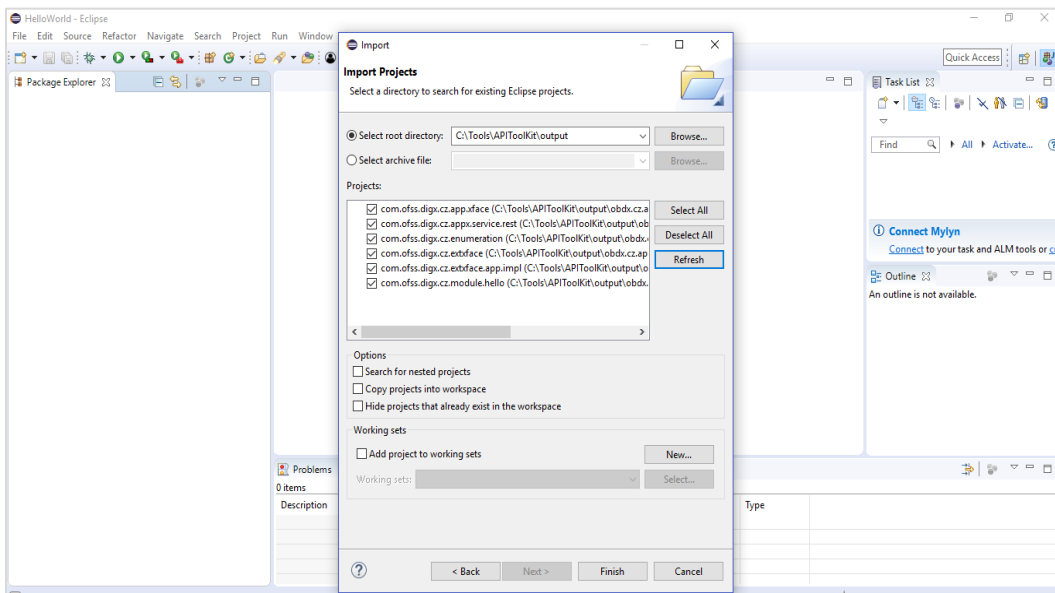 HelloWorld - Eclipse
File Edit Source Refactor Navigate Search Project Run Window
Quick Access
Package Explorer
Import
Import Projects
Select a directory to search for existing Eclipse projects.
Select root directory: C:\Tools\APIToolKit\output Browse...
Select archive file: Browse...
Projects:
com.ofss.digx.cz.app.xface (C:\Tools\APIToolKit\output\obdx.cz.a
com.ofss.digx.cz.appx.service.rest (C:\Tools\APIToolKit\output\ob
com.ofss.digx.cz.enumeration (C:\Tools\APIToolKit\output\obdx.
com.ofss.digx.cz.extxface (C:\Tools\APIToolKit\output\obdx.cz.ap
com.ofss.digx.cz.extxface.app.impl (C:\Tools\APIToolKit\output\o
com.ofss.digx.cz.module.hello (C:\Tools\APIToolKit\output\obdx.
Select All
Deselect All
Refresh
Options
Search for nested projects
Copy projects into workspace
Hide projects that already exist in the workspace
Working sets
Add project to working sets New...
Working sets: Select...
< Back Next > Finish Cancel
Task List
Find All Activate...
Connect Mylyn
Connect to your task and ALM tools or
Outline
An outline is not available.
Problems
0 items
Description Type